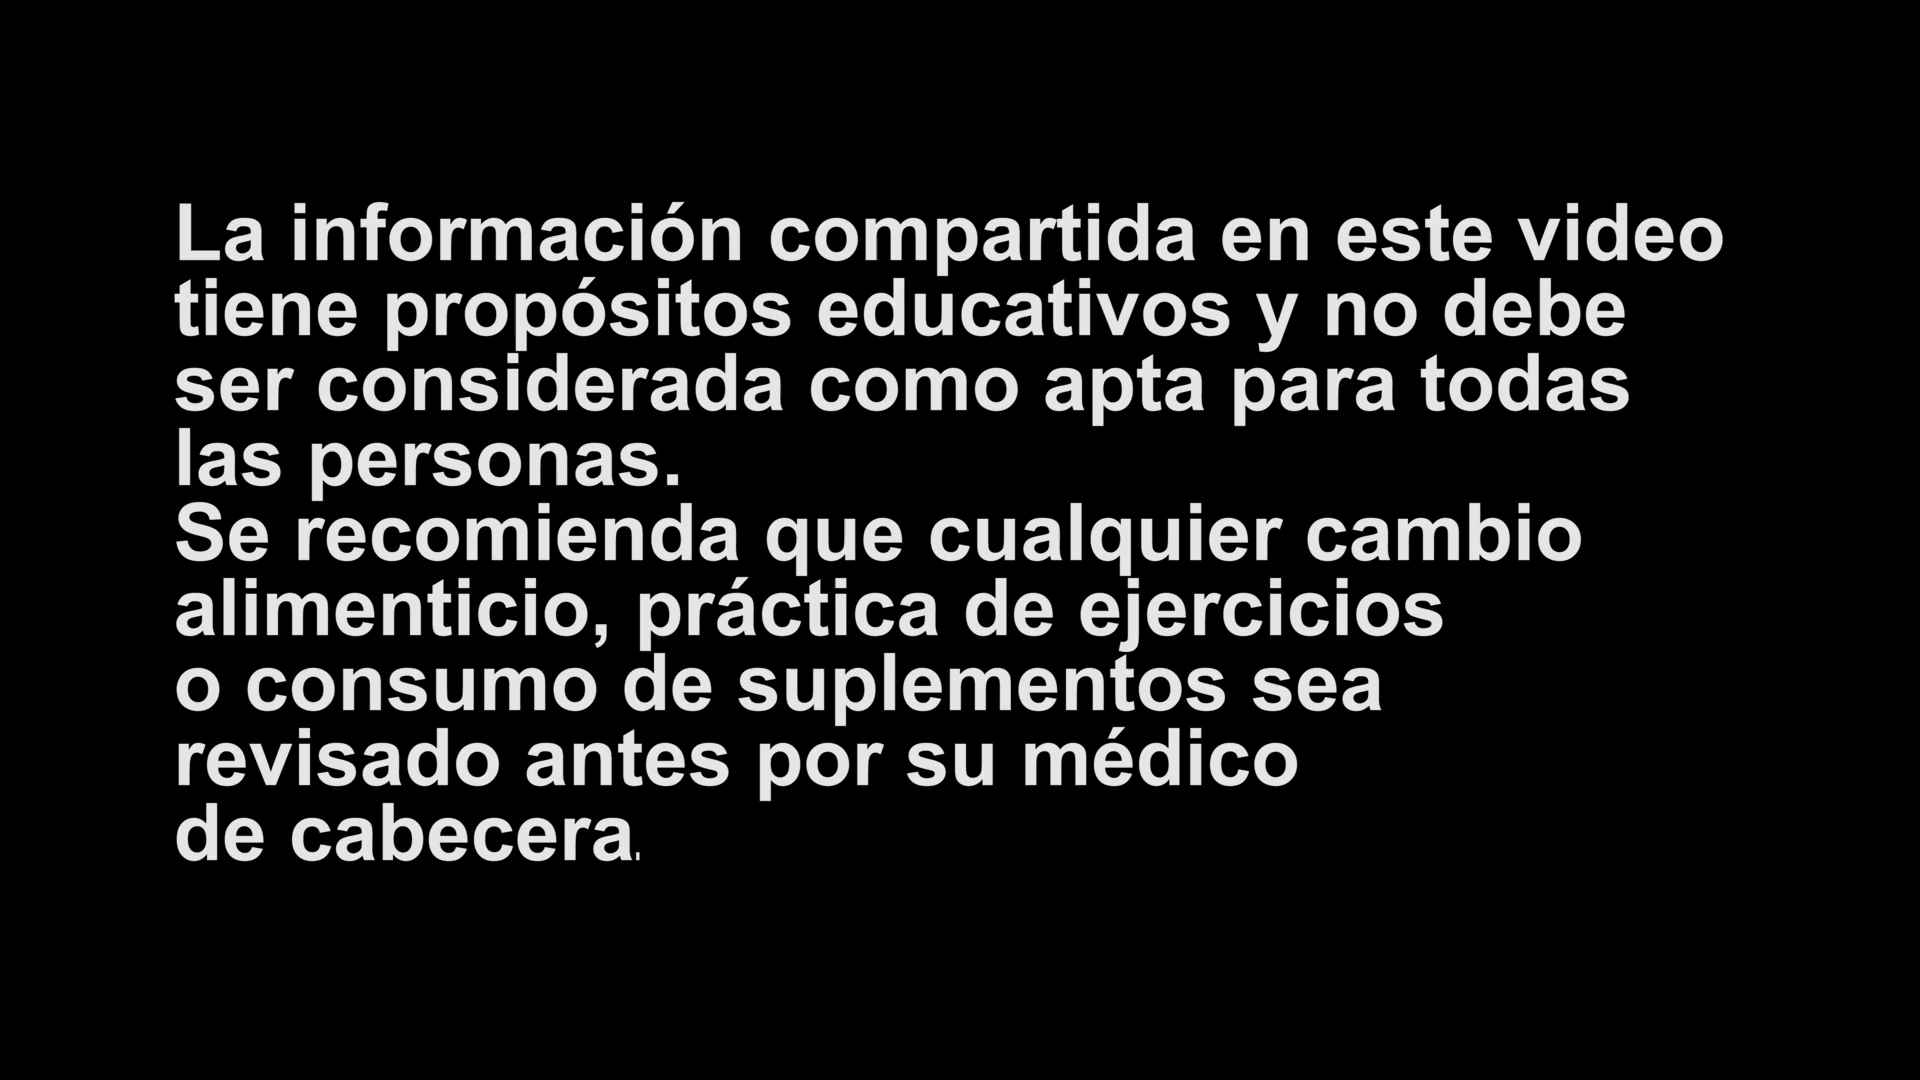 La información compartida en este video
tiene propósitos educativos y no debe
ser considerada como apta para todas
las personas.
Se recomienda que cualquier cambio
alimenticio, práctica de ejercicios
o consumo de suplementos sea
revisado antes por su médico
de cabecera.